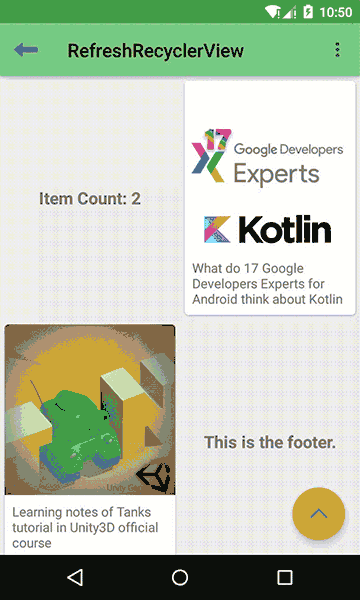 10:50
RefreshRecyclerView
Item Count: 2
17
Google Developers
Experts
Kotlin
What do 17 Google
Developers Experts for
Android think about Kotlin
This is the footer.
Learning notes of Tanks
tutorial in Unity3D official
course